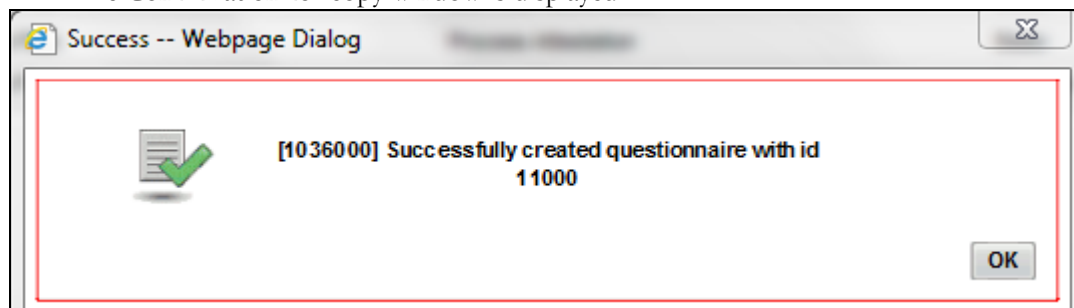 Success -- Webpage Dialog
[1036000] Successfully created questionnaire with id
11000
OK